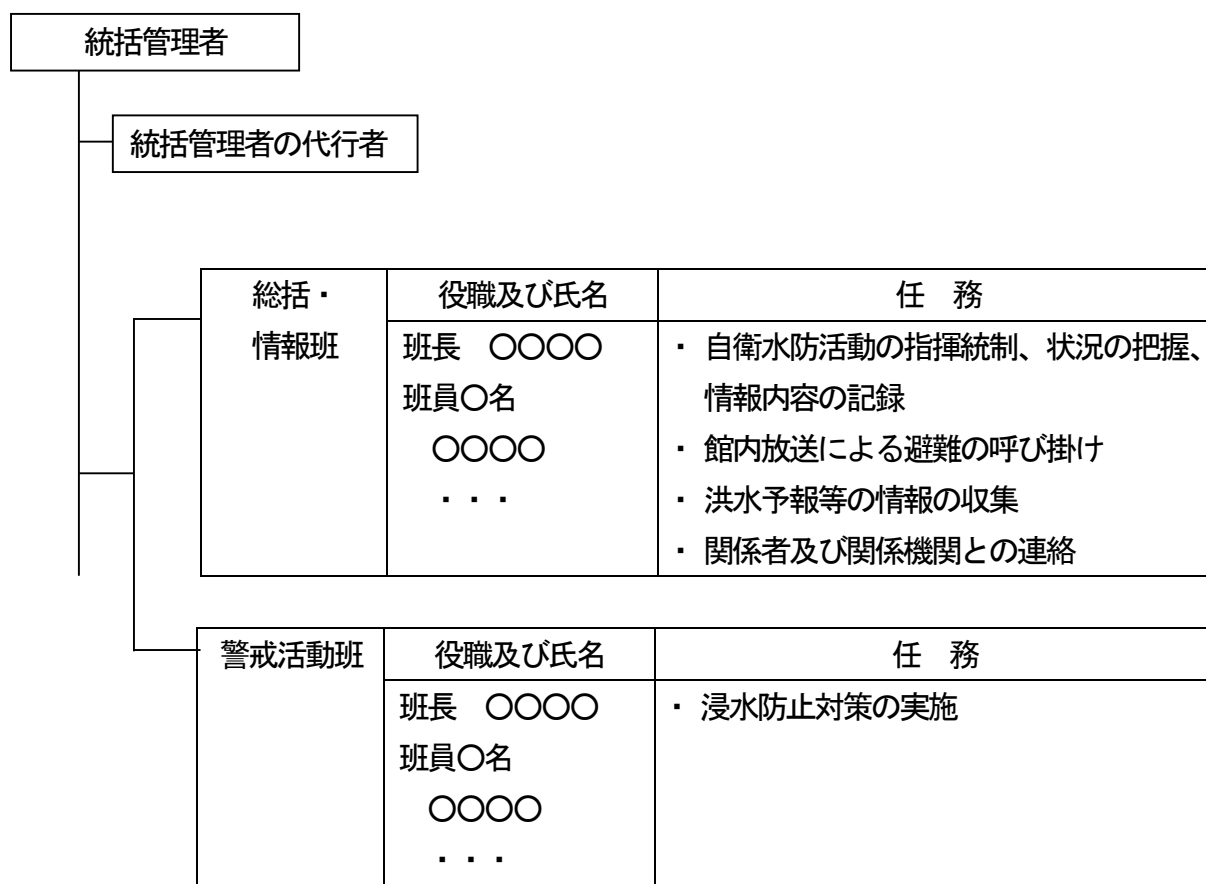 統括管理者
統括管理者の代行者
総括・
情報班
役職及び氏名
任　務
班長　〇〇〇〇
班員〇名
〇〇〇〇
・・・
・ 自衛水防活動の指揮統制、状況の把握、
情報内容の記録
・ 館内放送による避難の呼び掛け
・ 洪水予報等の情報の収集
・ 関係者及び関係機関との連絡
警戒活動班
役職及び氏名
任　務
班長　〇〇〇〇
班員〇名
〇〇〇〇
・・・
・ 浸水防止対策の実施